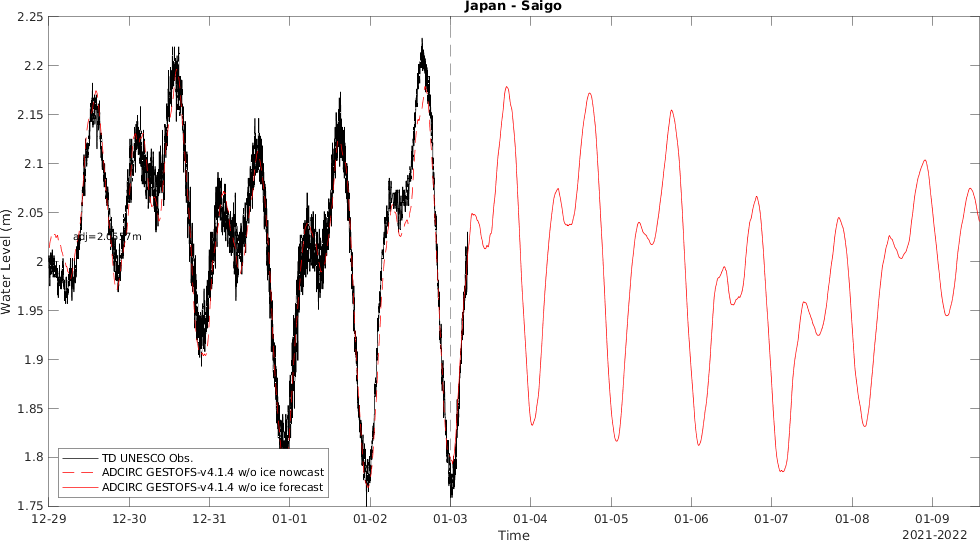 Japan - Saigo
Water Level (m)
2.25
2.2
2.15
2.1
2.05
2
1.95
1.9
1.85
1.8
1.75
TD UNESCO Obs.
ADCIRC GESTOFS-v4.1.4 w/o ice nowcast
ADCIRC GESTOFS-v4.1.4 w/o ice forecast
12-29 12-30 12-31 01-01 01-02 01-03 01-04 01-05 01-06 01-07 01-08 01-09
Time
2021-2022